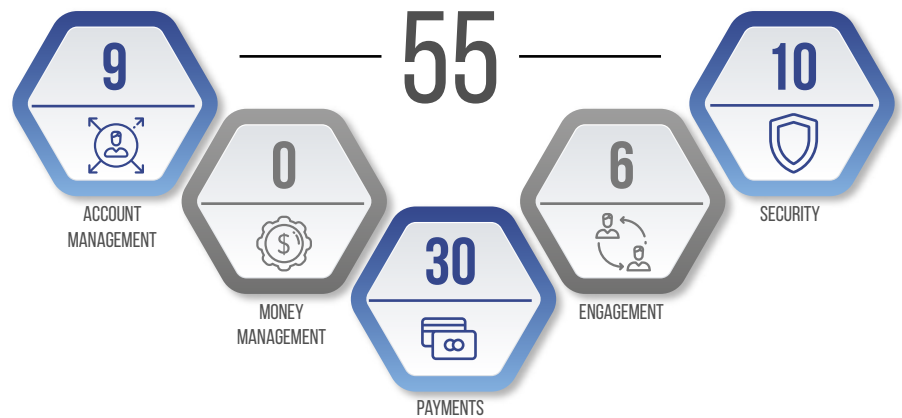 55
9
ACCOUNT
MANAGEMENT
0
$
MONEY
MANAGEMENT
30
PAYMENTS
6
ENGAGEMENT
10
SECURITY